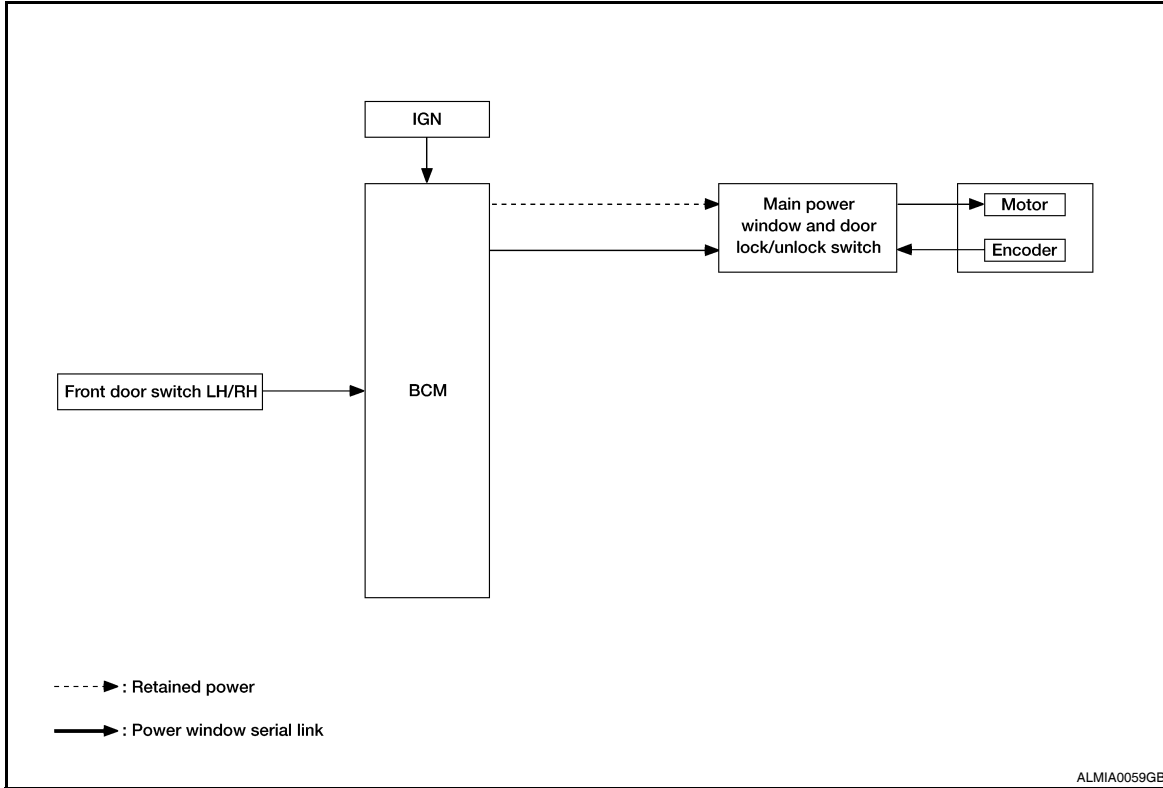 IGN
Main power
window and door
lock/unlock switch
Motor
Encoder
Front door switch LH/RH
BCM
: Retained power
: Power window serial link
ALMIA0059GB